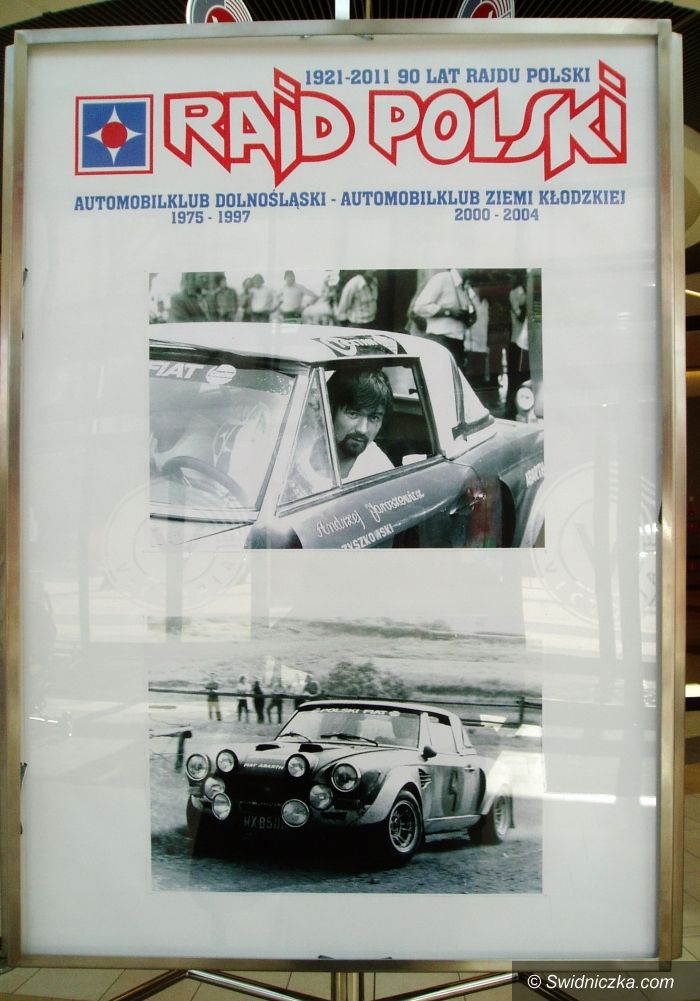 1921-2011 90 LAT RAJDU POLSKI
RAJD POLSKI
AUTOMOBILKLUB DOLNOŚLĄSKI - AUTOMOBILKLUB ZIEMI KŁODZKIEJ
1975 - 1997 2000 - 2004
FIAT
Andrzej Jaroszewicz
ZYSZKOWSKI
POLSKI FIAT
FIAT ABARTH
© Swidniczka.com